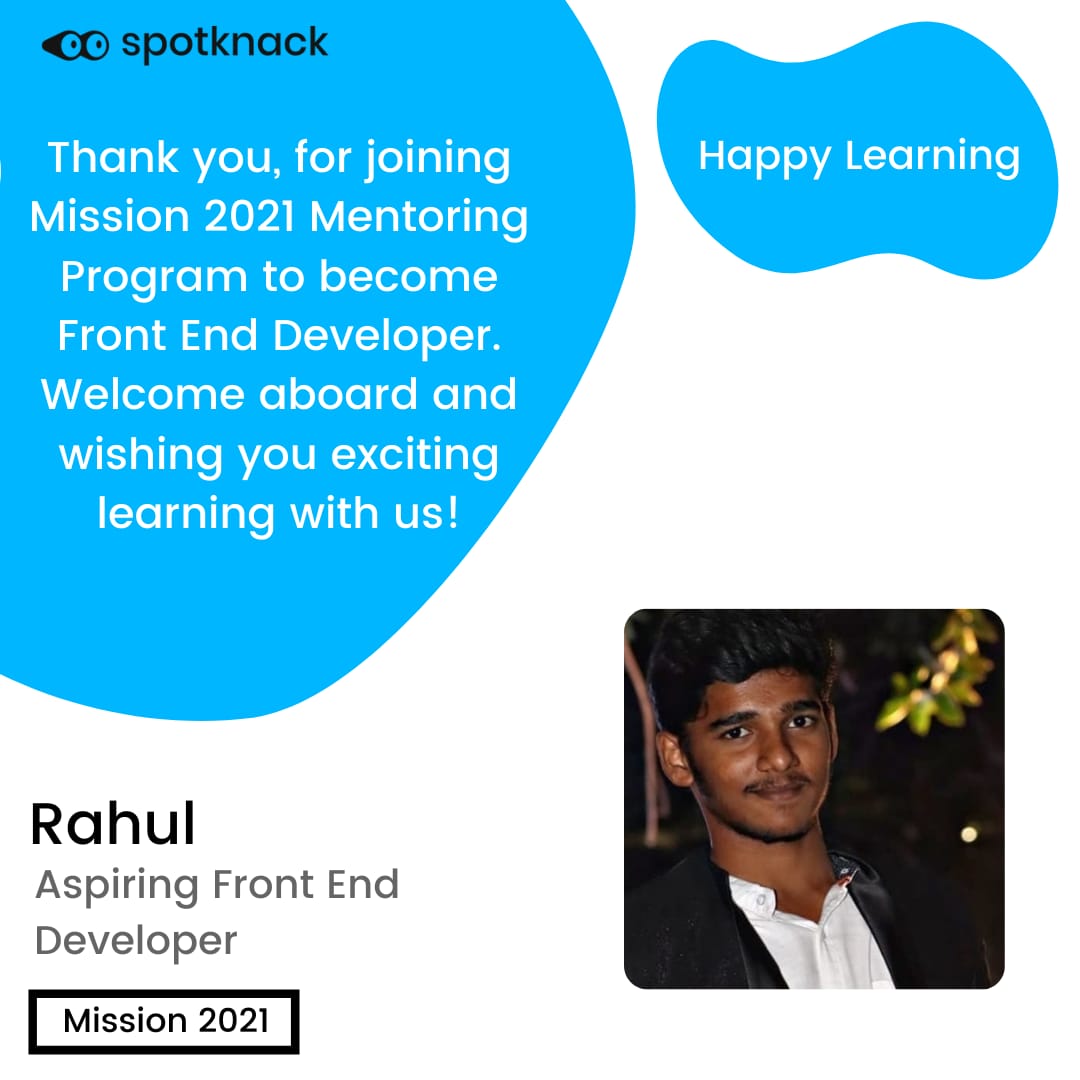 spotknack
Thank you, for joining
Mission 2021 Mentoring
Program to become
Front End Developer.
Welcome aboard and
wishing you exciting
learning with us!
Happy Learning
Rahul
Aspiring Front End
Developer
Mission 2021